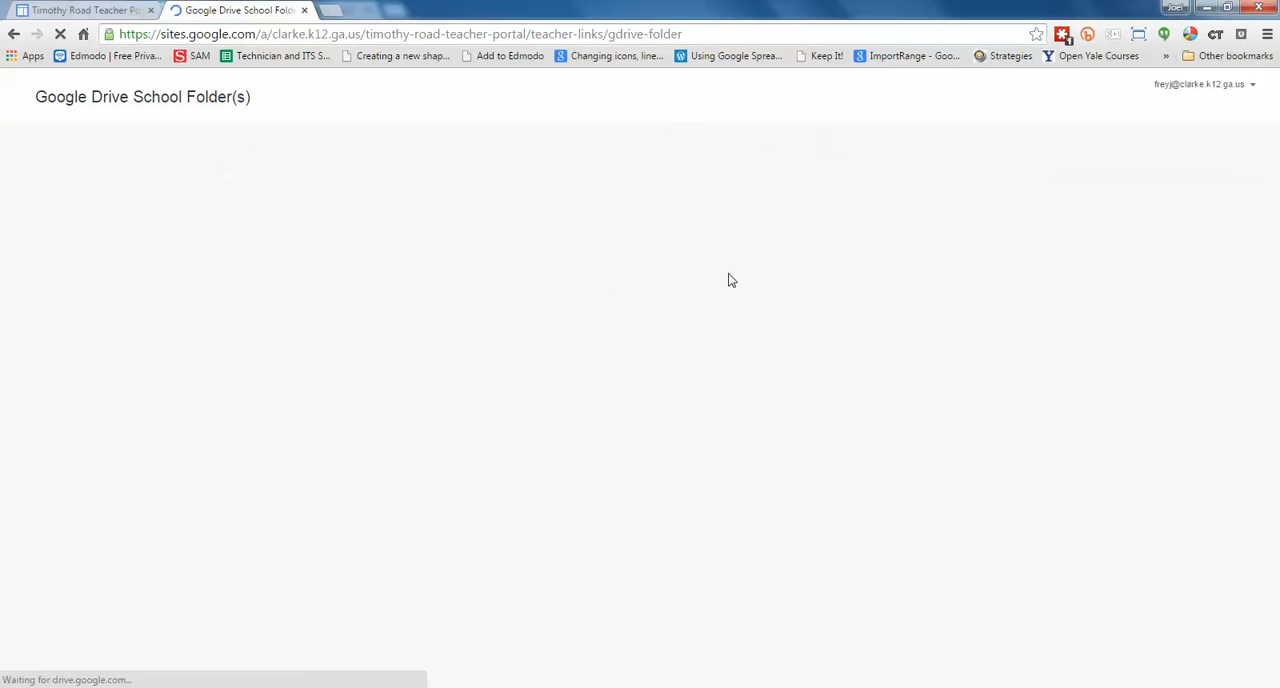 Timothy Road Teacher Po
Google Drive School Folde
Joel
https://sites.google.com/a/clarke.k12.ga.us/timothy-road-teacher-portal/teacher-links/gdrive-folder
Apps Edmodo | Free Priva... SAM Technician and ITS S... Creating a new shap... Add to Edmodo Changing icons, line... Using Google Sprea... Keep It! ImportRange - Goo... Strategies Open Yale Courses » Other bookmarks
Google Drive School Folder(s)
freyj@clarke.k12.ga.us
Waiting for drive.google.com...